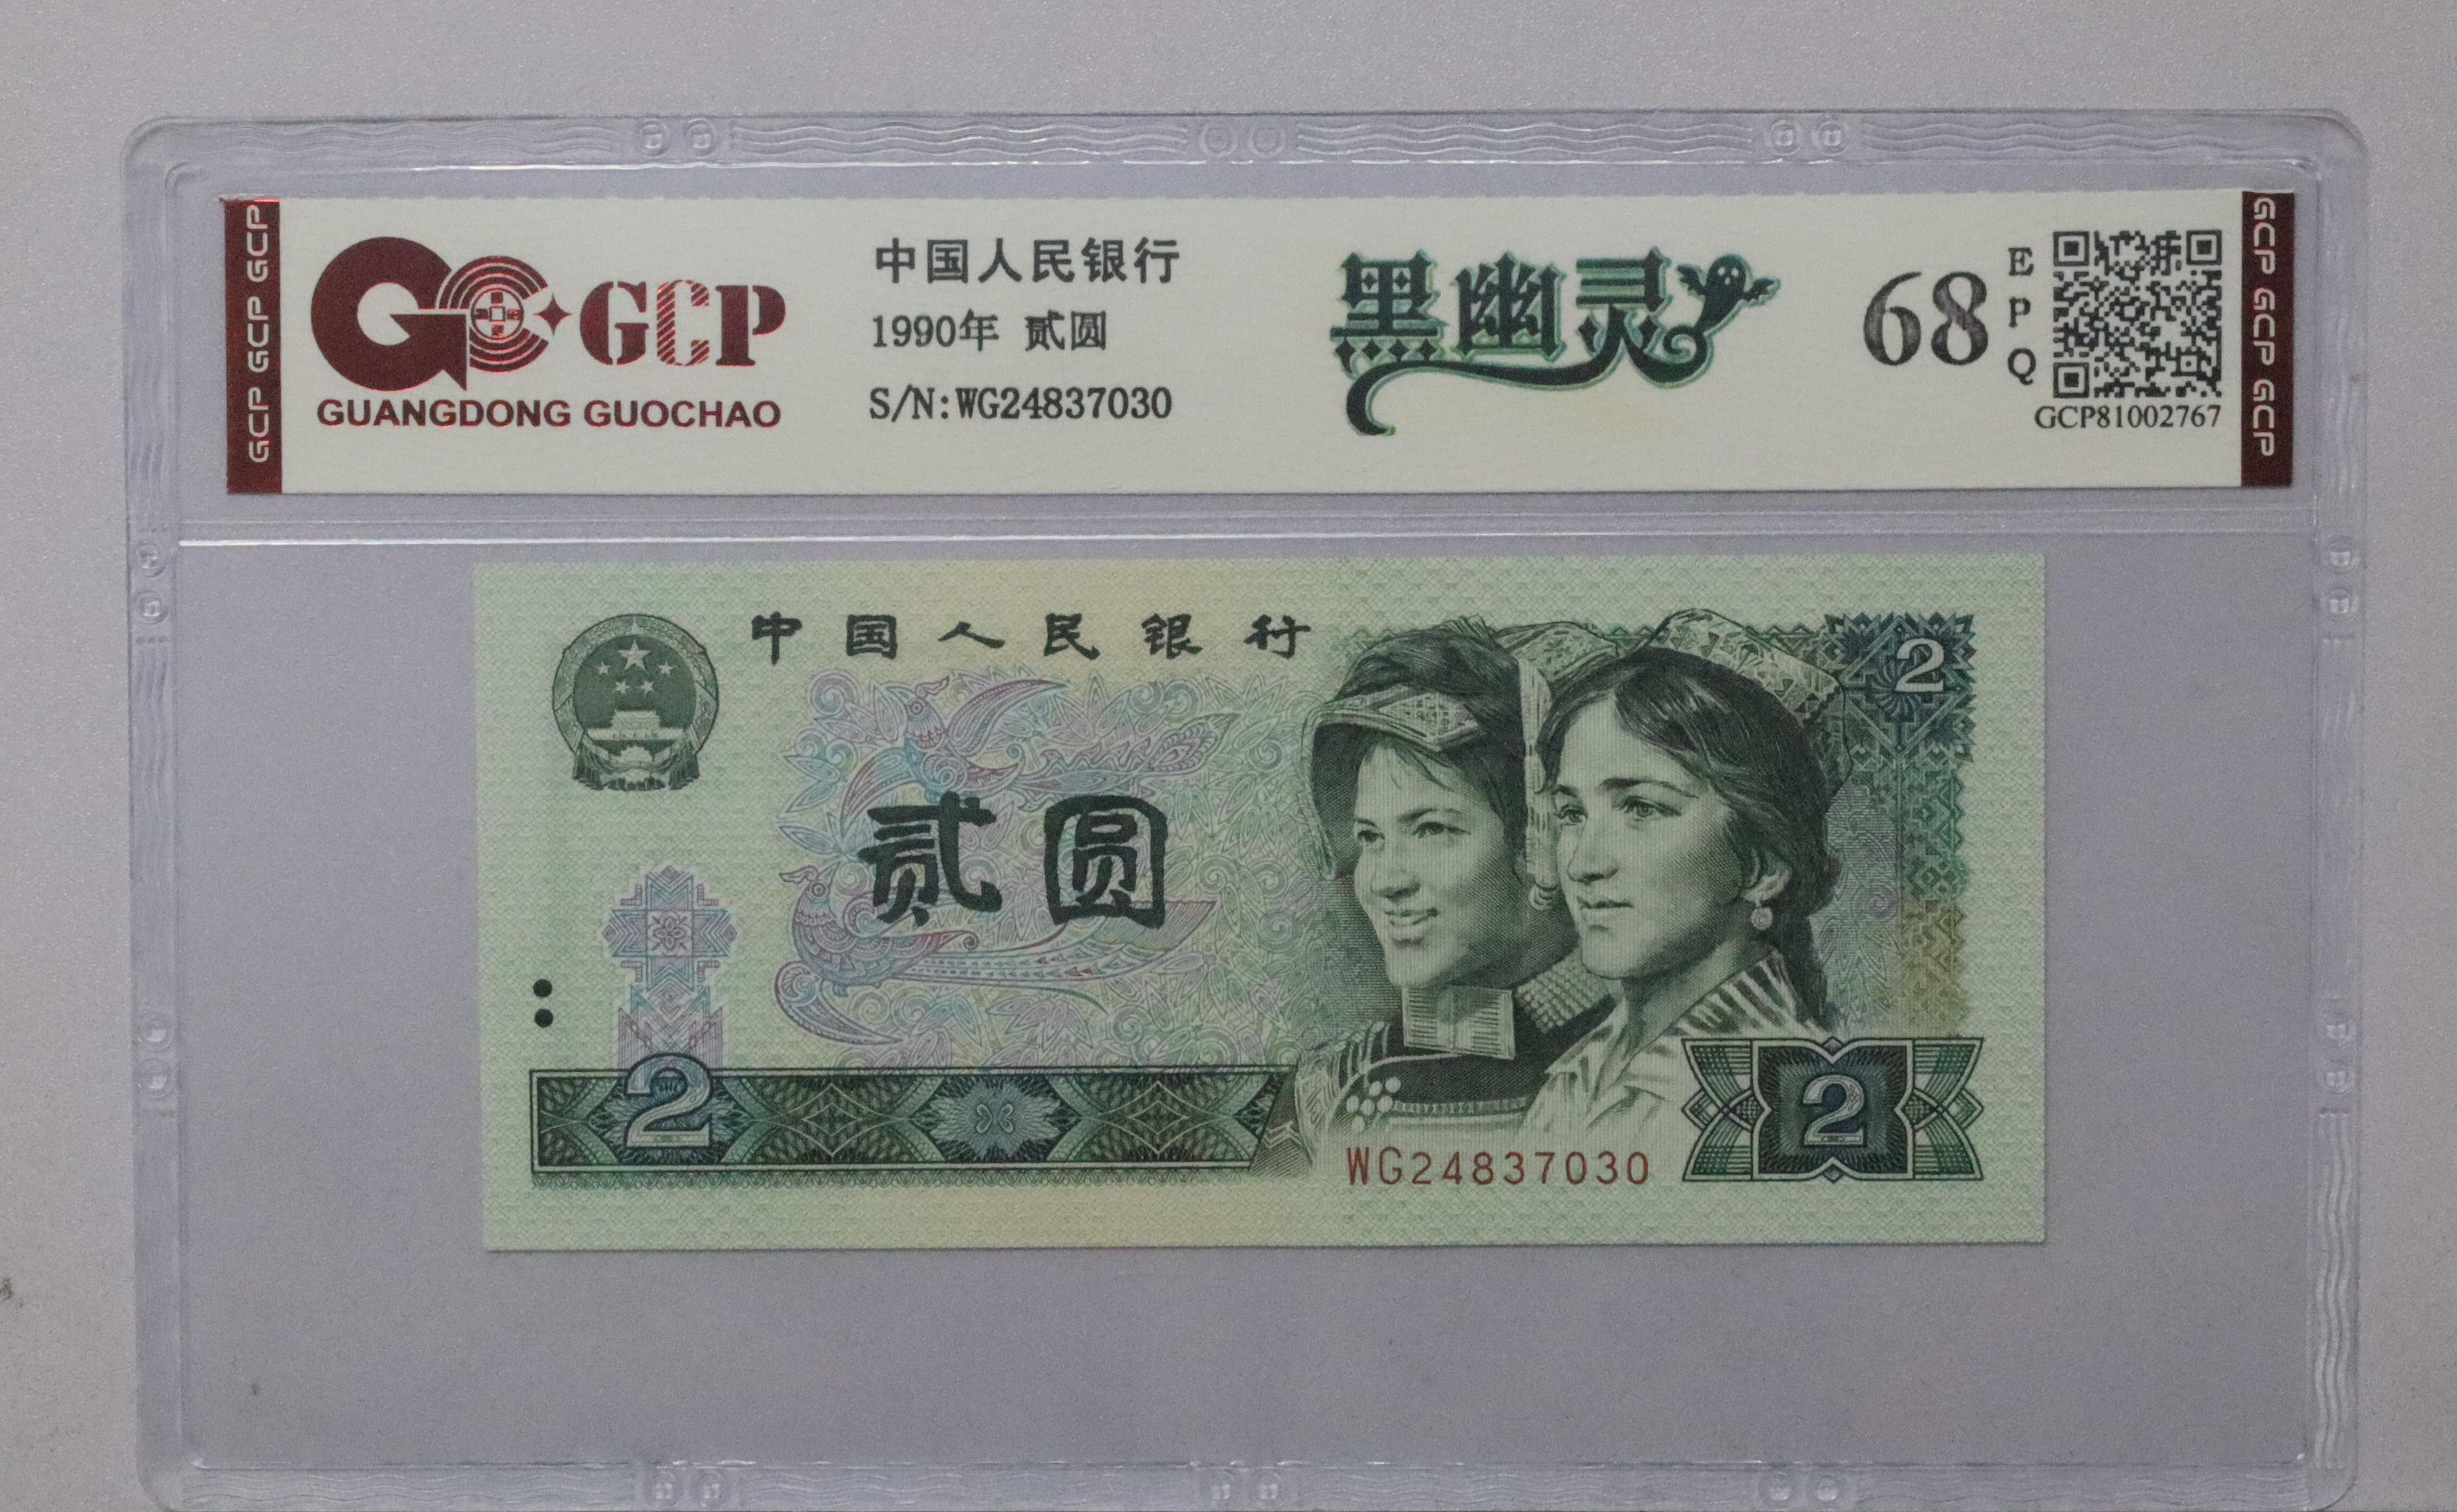 GCP GCP GCP
GCP
GUANGDONG GUOCHAO
中国人民银行
1990年 贰圆
S/N:WG24837030
黑幽灵
68
EPQ
GCP81002767
GCP GCP GCP
中国人民银行
2
贰圆
2
WG24837030
2